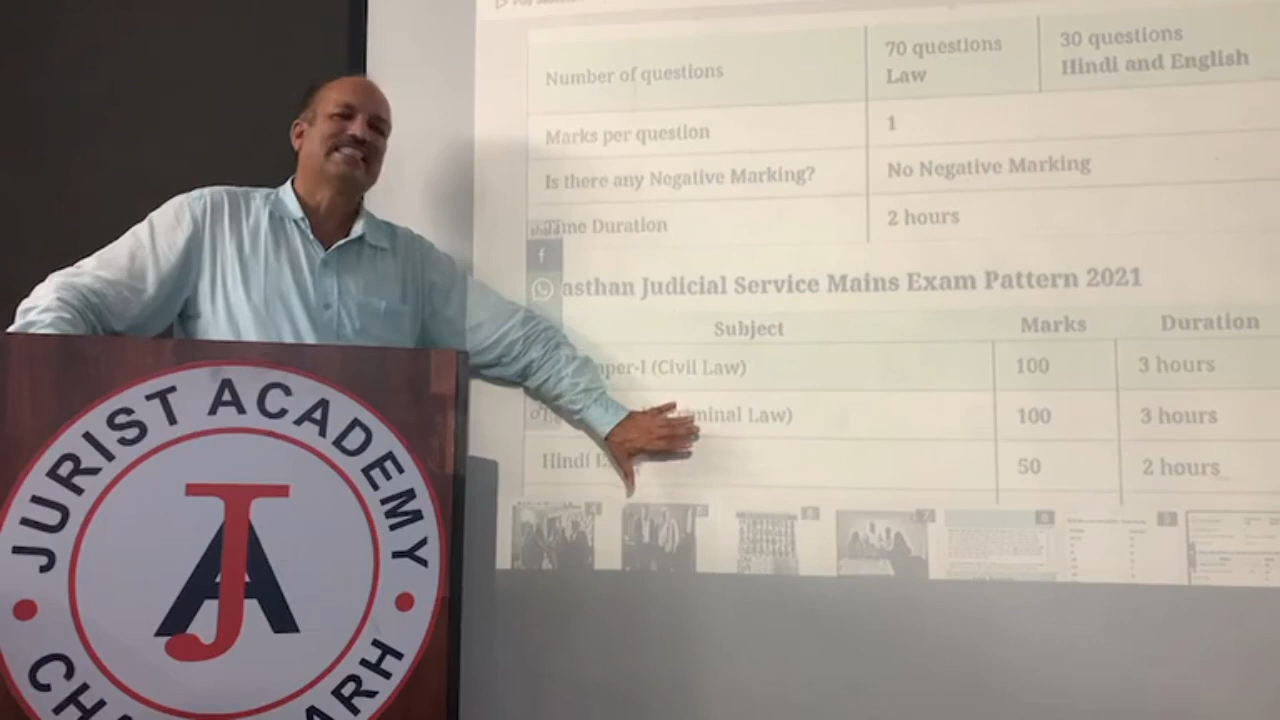 Number of questions
70 questions
Law
30 questions
Hindi and English
Marks per question
1
Is there any Negative Marking?
No Negative Marking
Time Duration
2 hours
asthan Judicial Service Mains Exam Pattern 2021
Subject
Marks
Duration
per-I (Civil Law)
100
3 hours
minal Law)
100
3 hours
Hindi
50
2 hours
JURIST ACADEMY
CH
ARH
JA